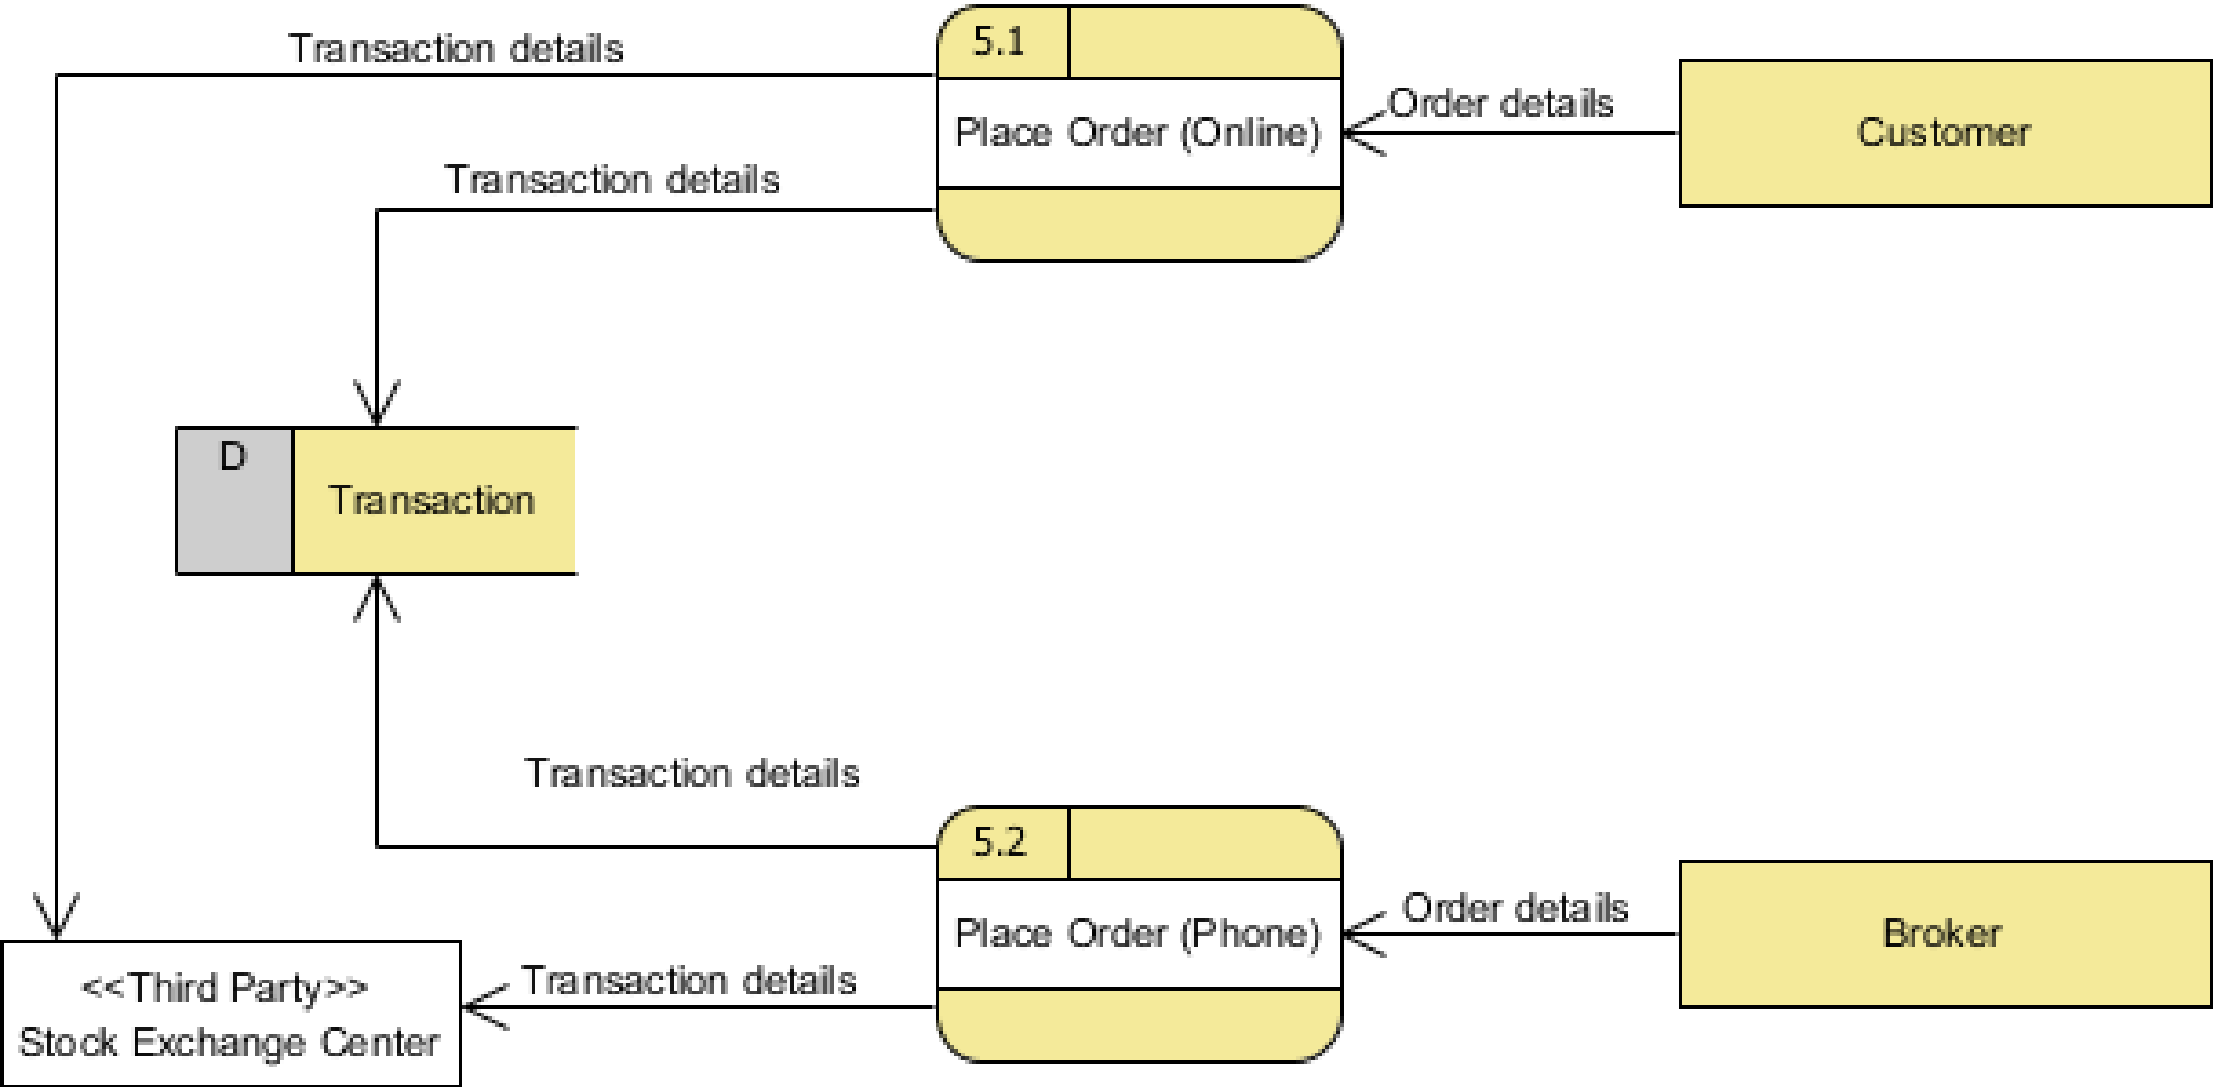 Transaction details
5.1
Place Order (Online)
Order details
Customer
Transaction details
D
Transaction
Transaction details
5.2
Place Order (Phone)
Order details
Broker
Transaction details
<<Third Party>>
Stock Exchange Center